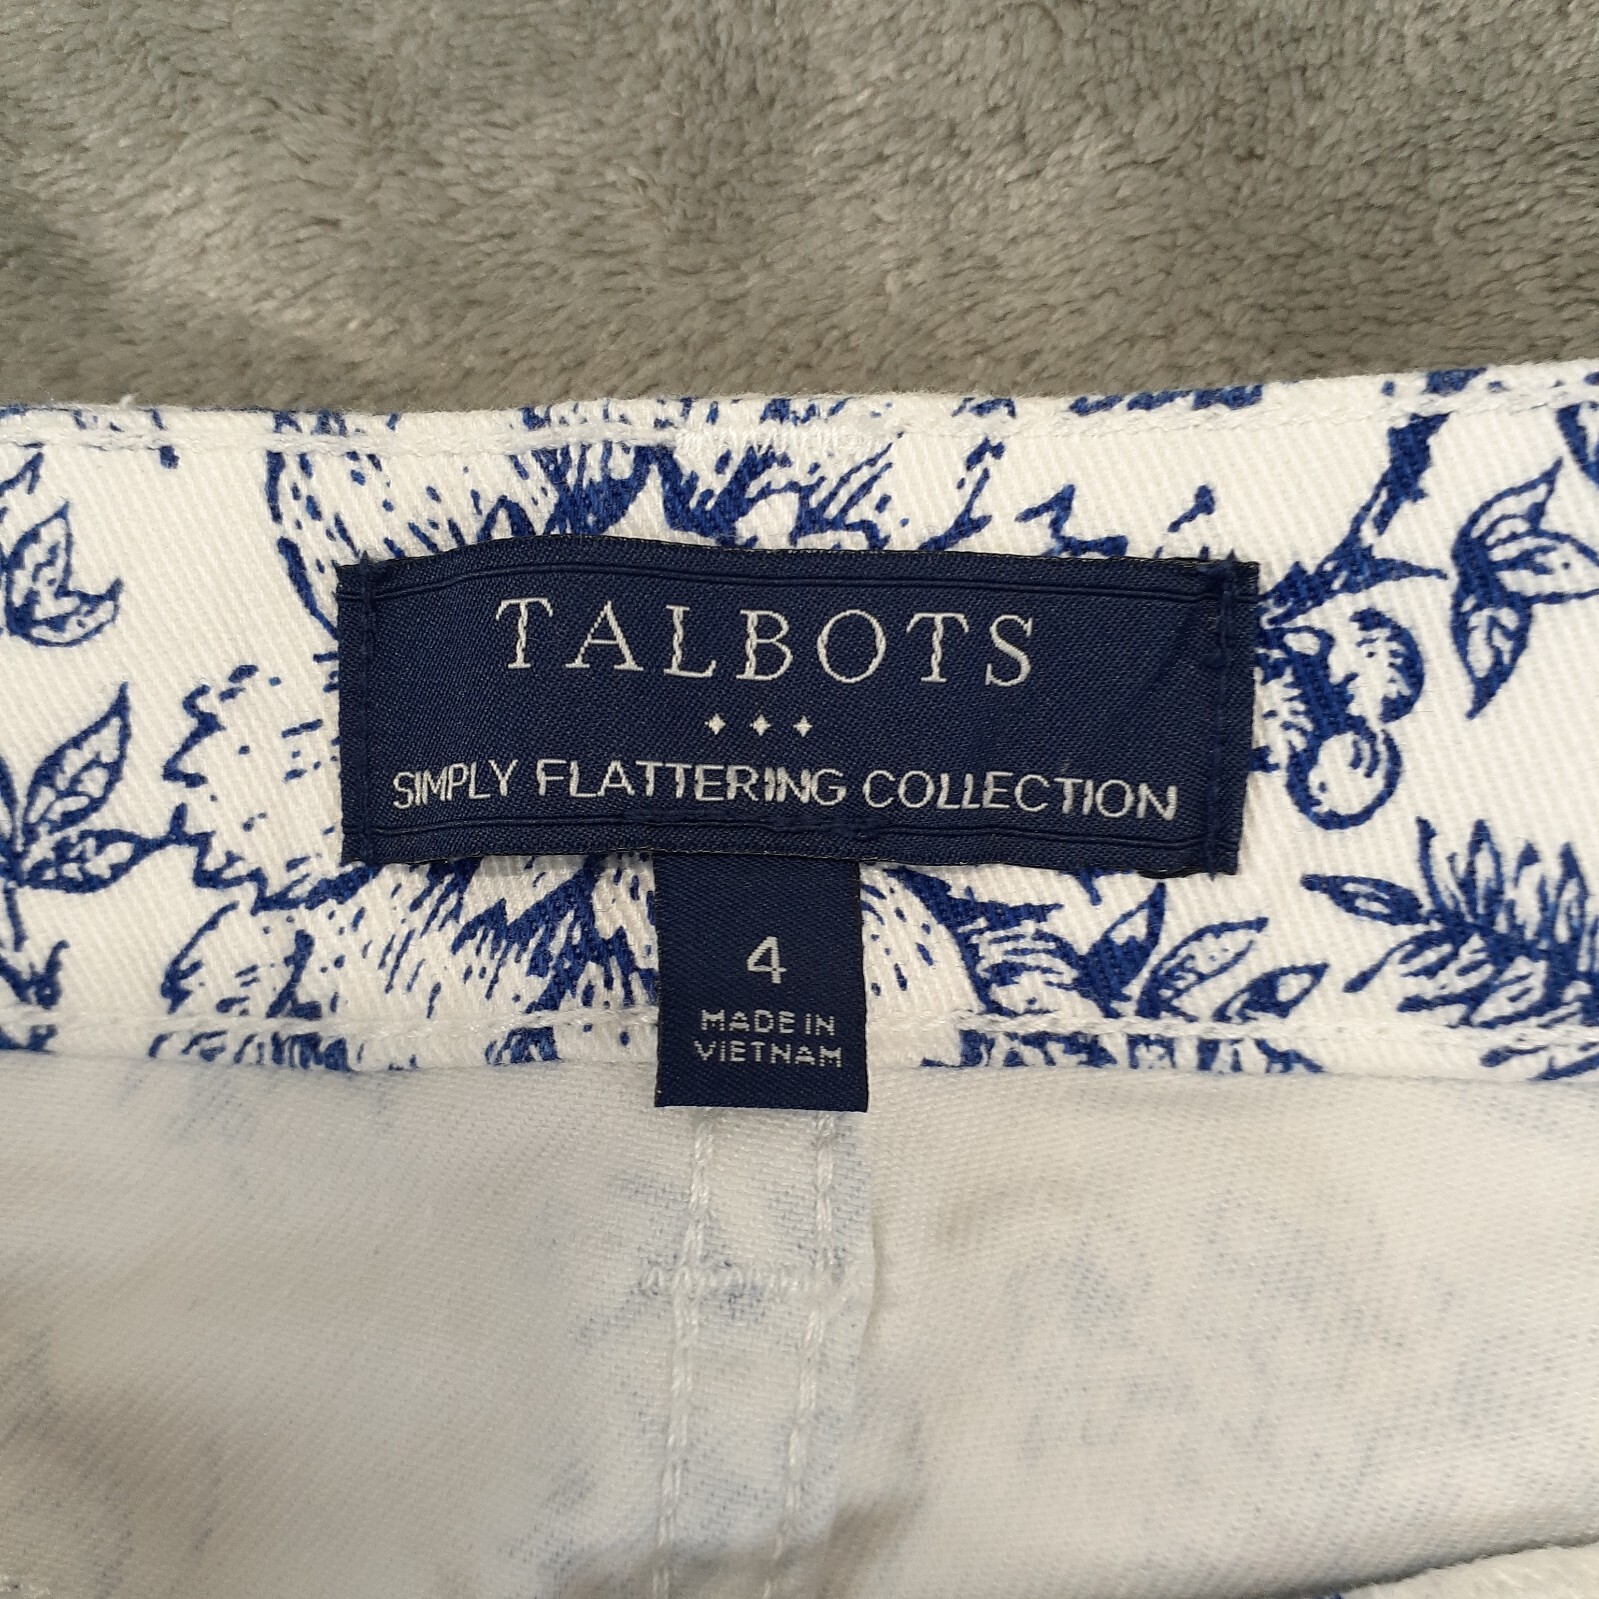 TALBOTS
SIMPLY FLATTERING COLLECTION
4
MADE IN
VIETNAM